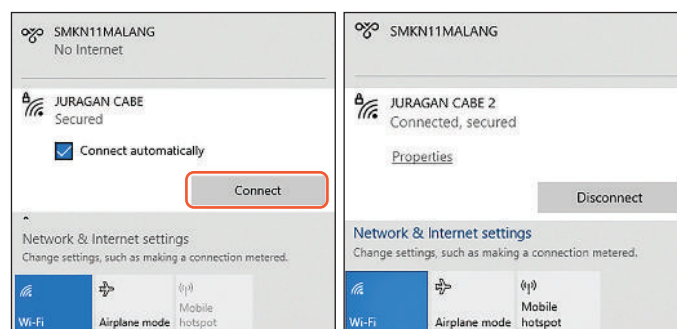 SMKN11MALANG
No Internet
JURAGAN CABE
Secured
Connect automatically
Connect
Network & Internet settings
Change settings, such as making a connection metered.
Wi-Fi
Airplane mode
Mobile
hotspot
SMKN11MALANG
JURAGAN CABE 2
Connected, secured
Properties
Disconnect
Network & Internet settings
Change settings, such as making a connection metered.
Wi-Fi
Airplane mode
Mobile
hotspot